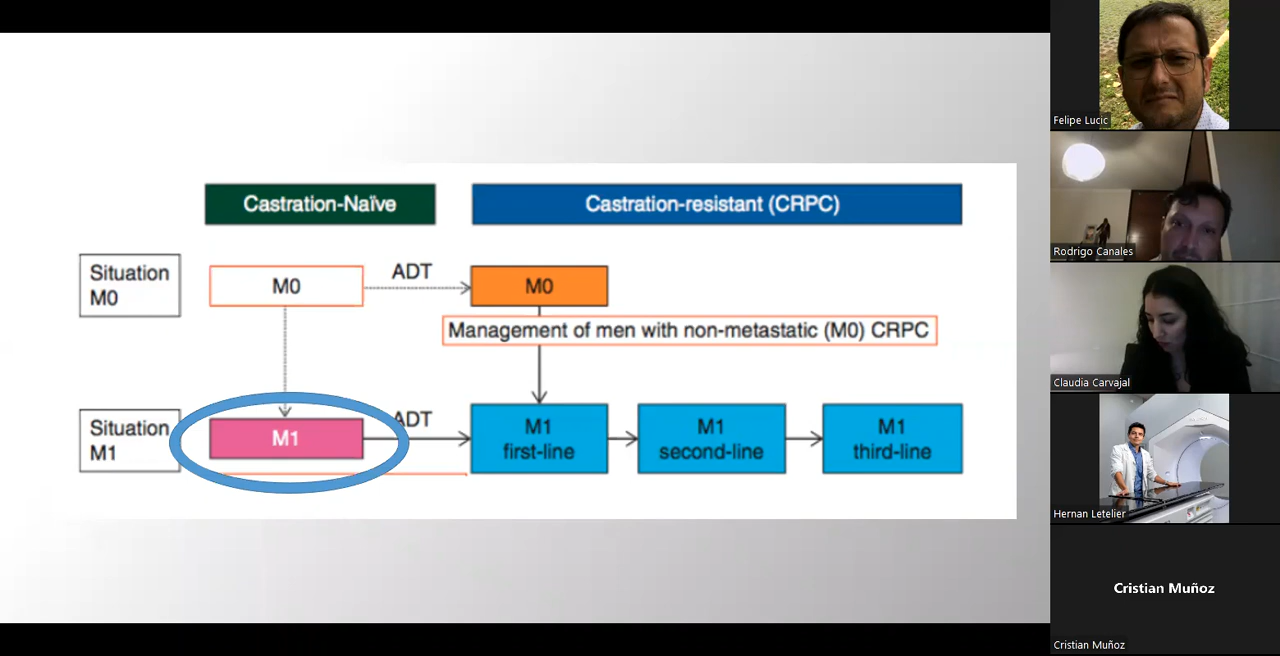 Castration-Naïve
Castration-resistant (CRPC)
Situation
M0
M0
ADT
M0
Management of men with non-metastatic (M0) CRPC
Situation
M1
M1
ADT
M1
first-line
M1
second-line
M1
third-line
Felipe Lucic
Rodrigo Canales
Claudia Carvajal
Hernan Letelier
Cristian Muñoz
Cristian Muñoz